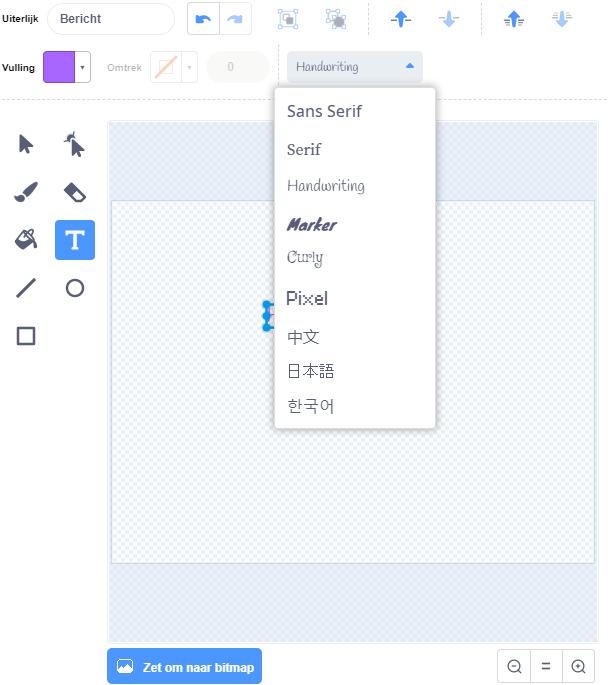 Uiterlijk Bericht
Vulling Omtrek 0 Handwriting
Sans Serif
Serif
Handwriting
Marker
Curly
Pixel
中文
日本語
한국어
Zet om naar bitmap